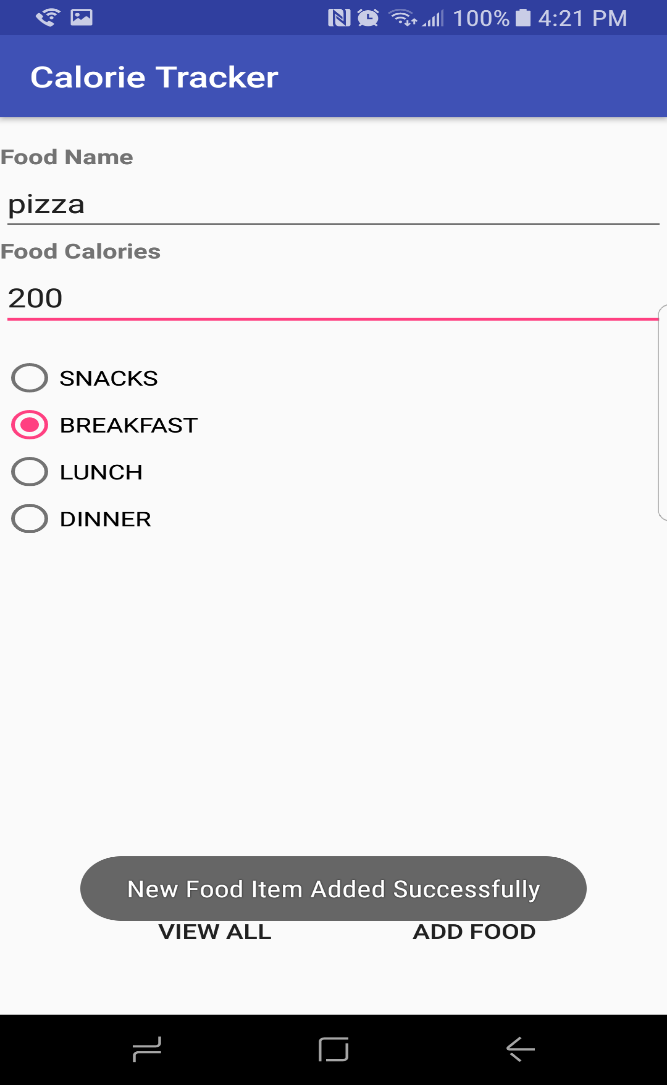 100% 4:21 PM
Calorie Tracker
Food Name
pizza
Food Calories
200
SNACKS
BREAKFAST
LUNCH
DINNER
New Food Item Added Successfully
VIEW ALL ADD FOOD